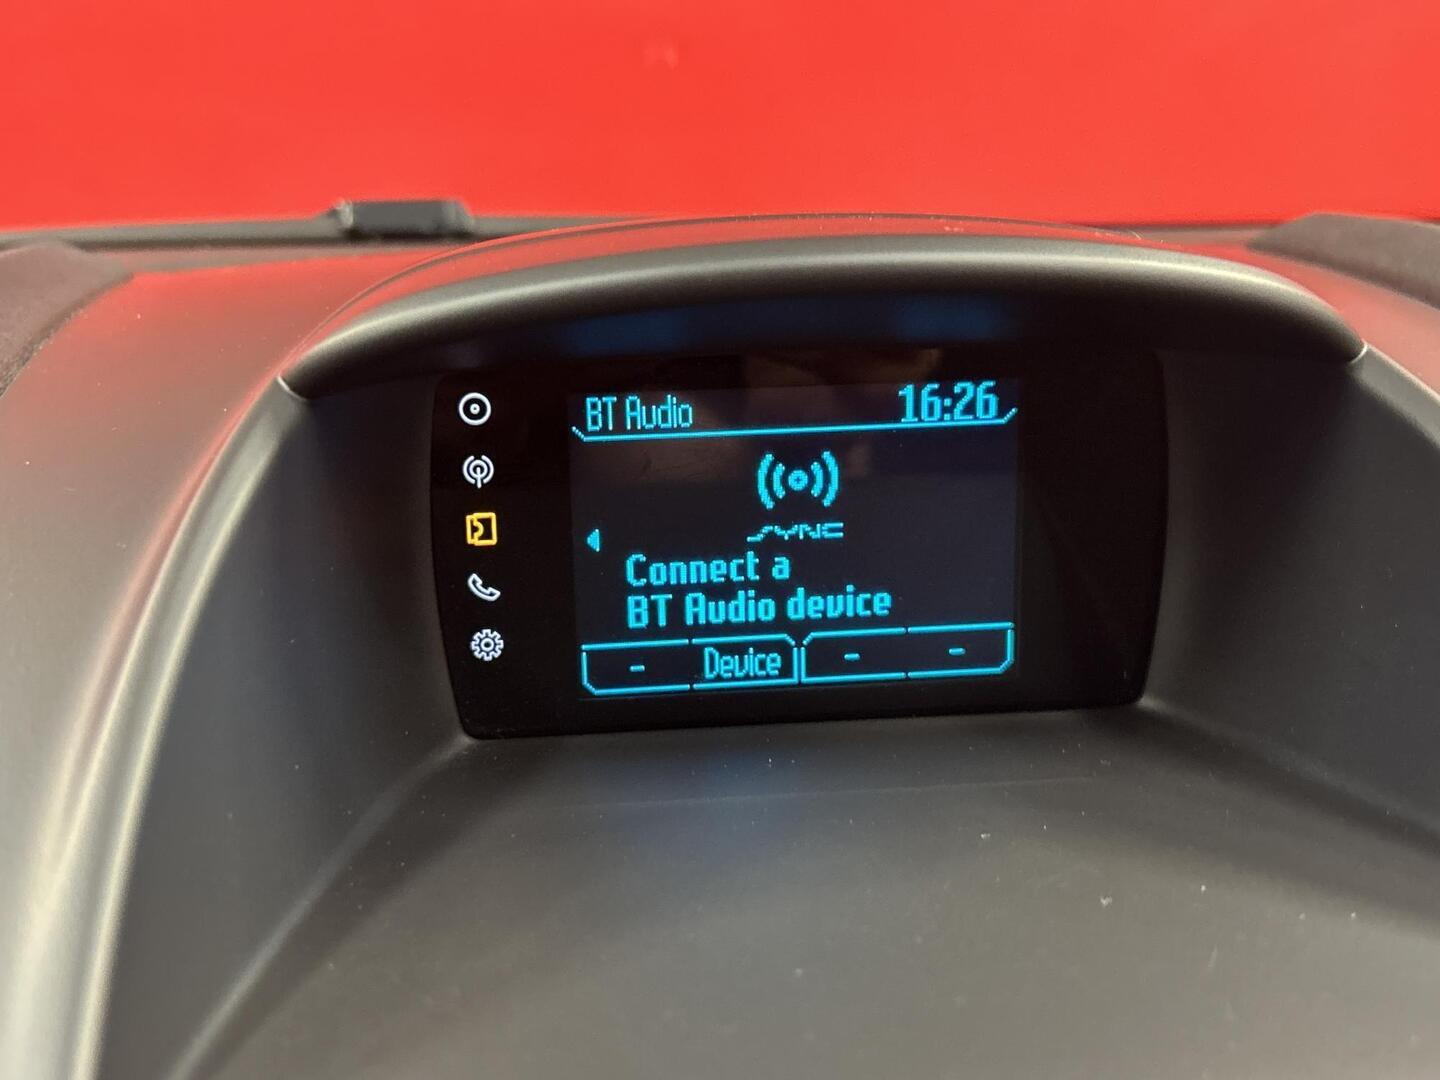 BT Audio
16:26
SYNC
Connect a
BT Audio device
- Device - -